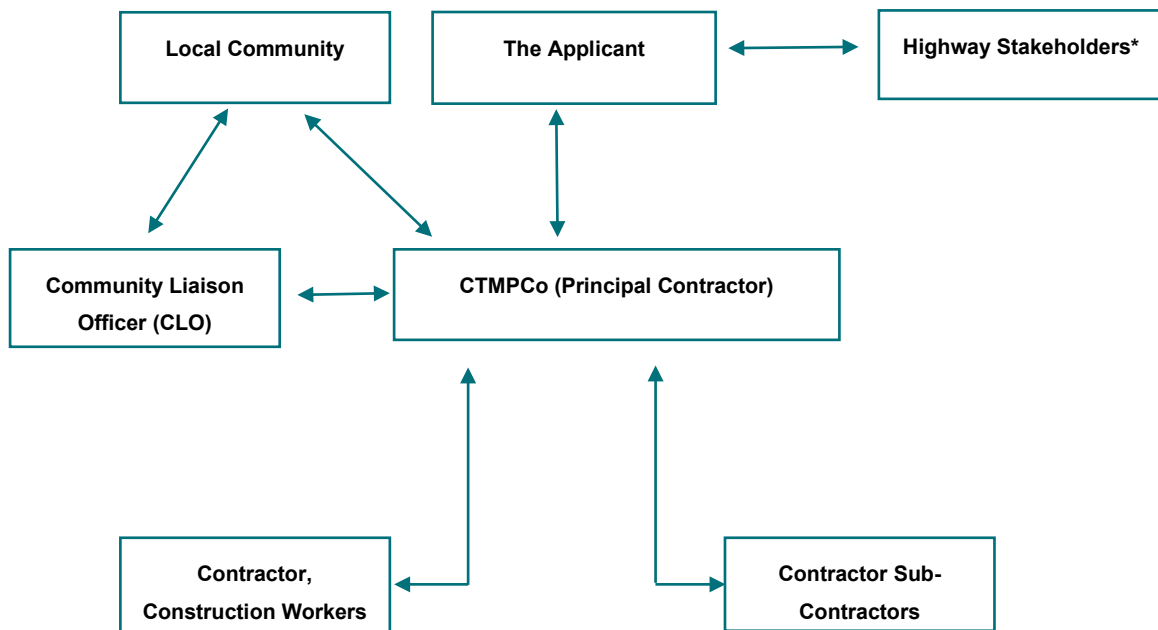 Local Community
The Applicant
Highway Stakeholders*
Community Liaison
Officer (CLO)
CTMPCo (Principal Contractor)
Contractor,
Construction Workers
Contractor Sub-
Contractors